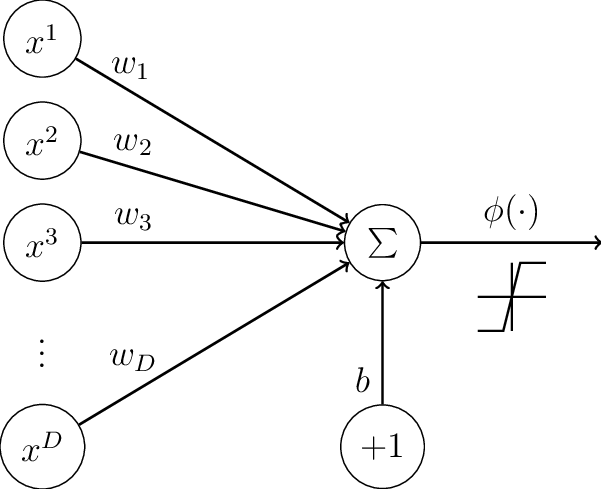 x^1
w_1
x^2
w_2
x^3
w_3
∑
ϕ(·)
⋮
w_D
b
x^D
+1